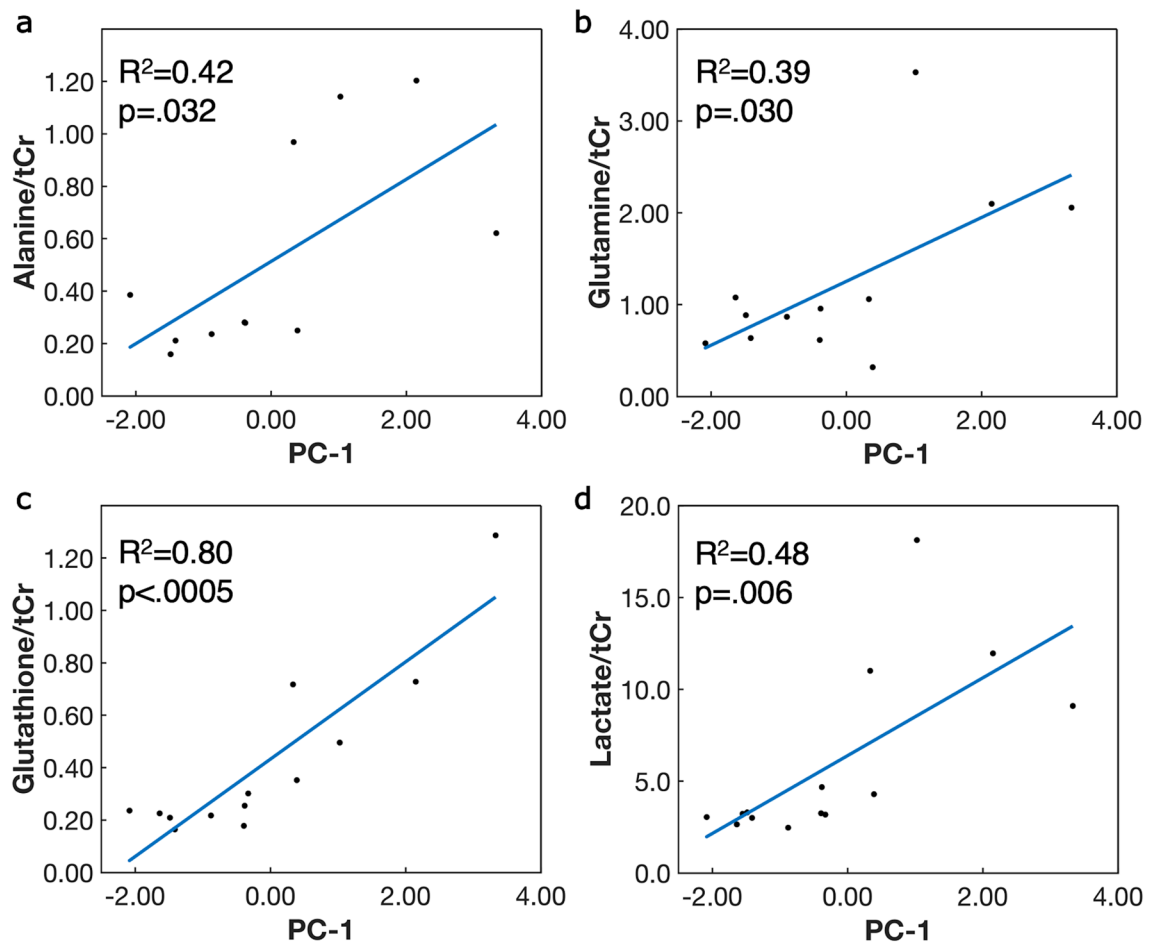 a
R²=0.42
p=.032
Alanine/tCr
1.20
1.00
0.80
0.60
0.40
0.20
0.00
-2.00 0.00 2.00 4.00
PC-1
b
R²=0.39
p=.030
Glutamine/tCr
4.00
3.00
2.00
1.00
0.00
-2.00 0.00 2.00 4.00
PC-1
c
R²=0.80
p<.0005
Glutathione/tCr
1.20
1.00
0.80
0.60
0.40
0.20
0.00
-2.00 0.00 2.00 4.00
PC-1
d
R²=0.48
p=.006
Lactate/tCr
20.0
15.0
10.0
5.0
0.0
-2.00 0.00 2.00 4.00
PC-1